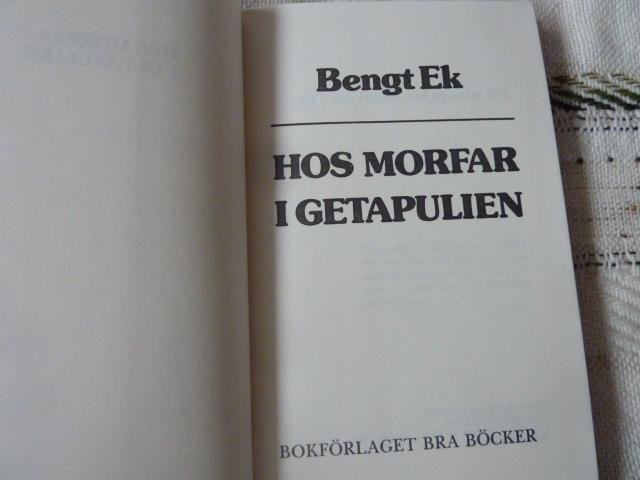 Bengt Ek
HOS MORFAR
I GETAPULIEN
BOKFÖRLAGET BRA BÖCKER